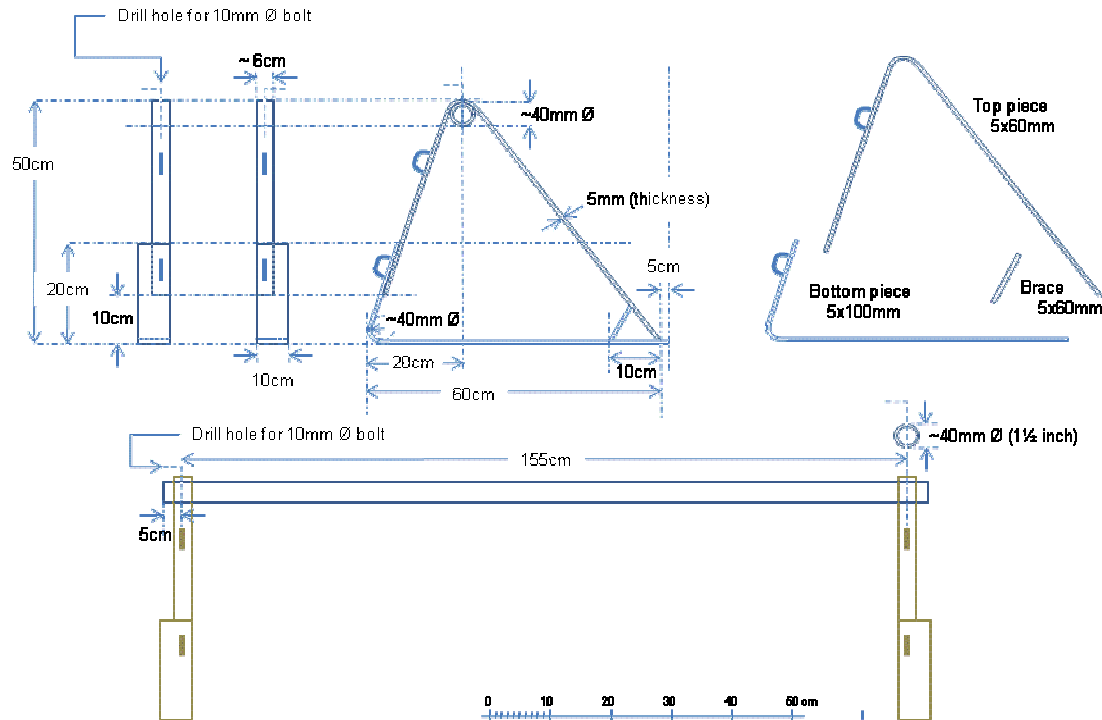 Drill hole for 10mm Ø bolt
~ 6cm
~40mm Ø
Top piece
5x60mm
50cm
5mm (thickness)
20cm
5cm
10cm
Bottom piece
5x100mm
Brace
5x60mm
~40mm Ø
10cm
20cm
10cm
60cm
Drill hole for 10mm Ø bolt
~40mm Ø (1½ inch)
155cm
5cm
0 10 20 30 40 50 cm